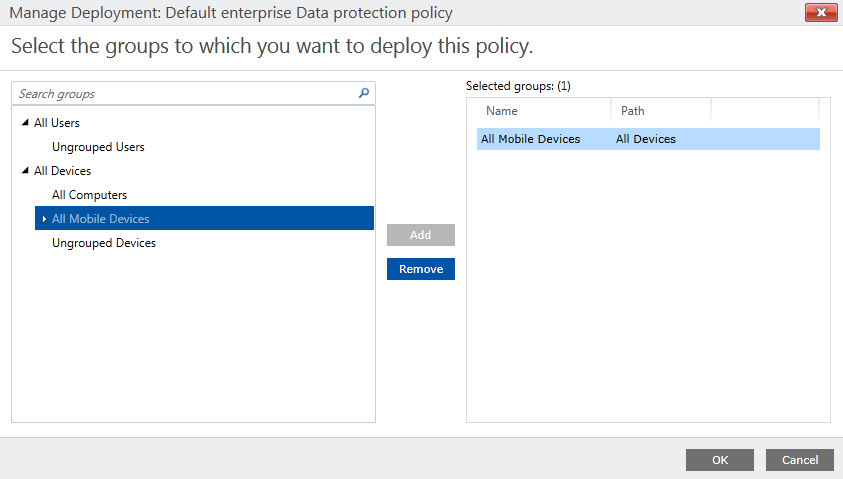 Manage Deployment: Default enterprise Data protection policy
Select the groups to which you want to deploy this policy.
Search groups
All Users
Ungrouped Users
All Devices
All Computers
All Mobile Devices
Ungrouped Devices
Add
Remove
Selected groups: (1)
Name Path
All Mobile Devices All Devices
OK Cancel